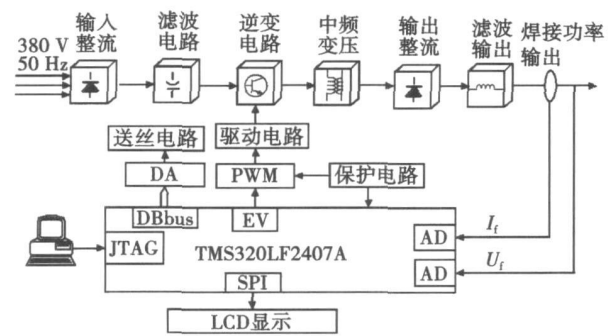 380 V
50 Hz
输入
整流
滤波
电路
逆变
电路
中频
变压
输出
整流
滤波
输出
焊接功率
输出
送丝电路
驱动电路
DA
PWM
保护电路
DBbus
EV
JTAG
TMS320LF2407A
AD
If
AD
Uf
SPI
LCD显示